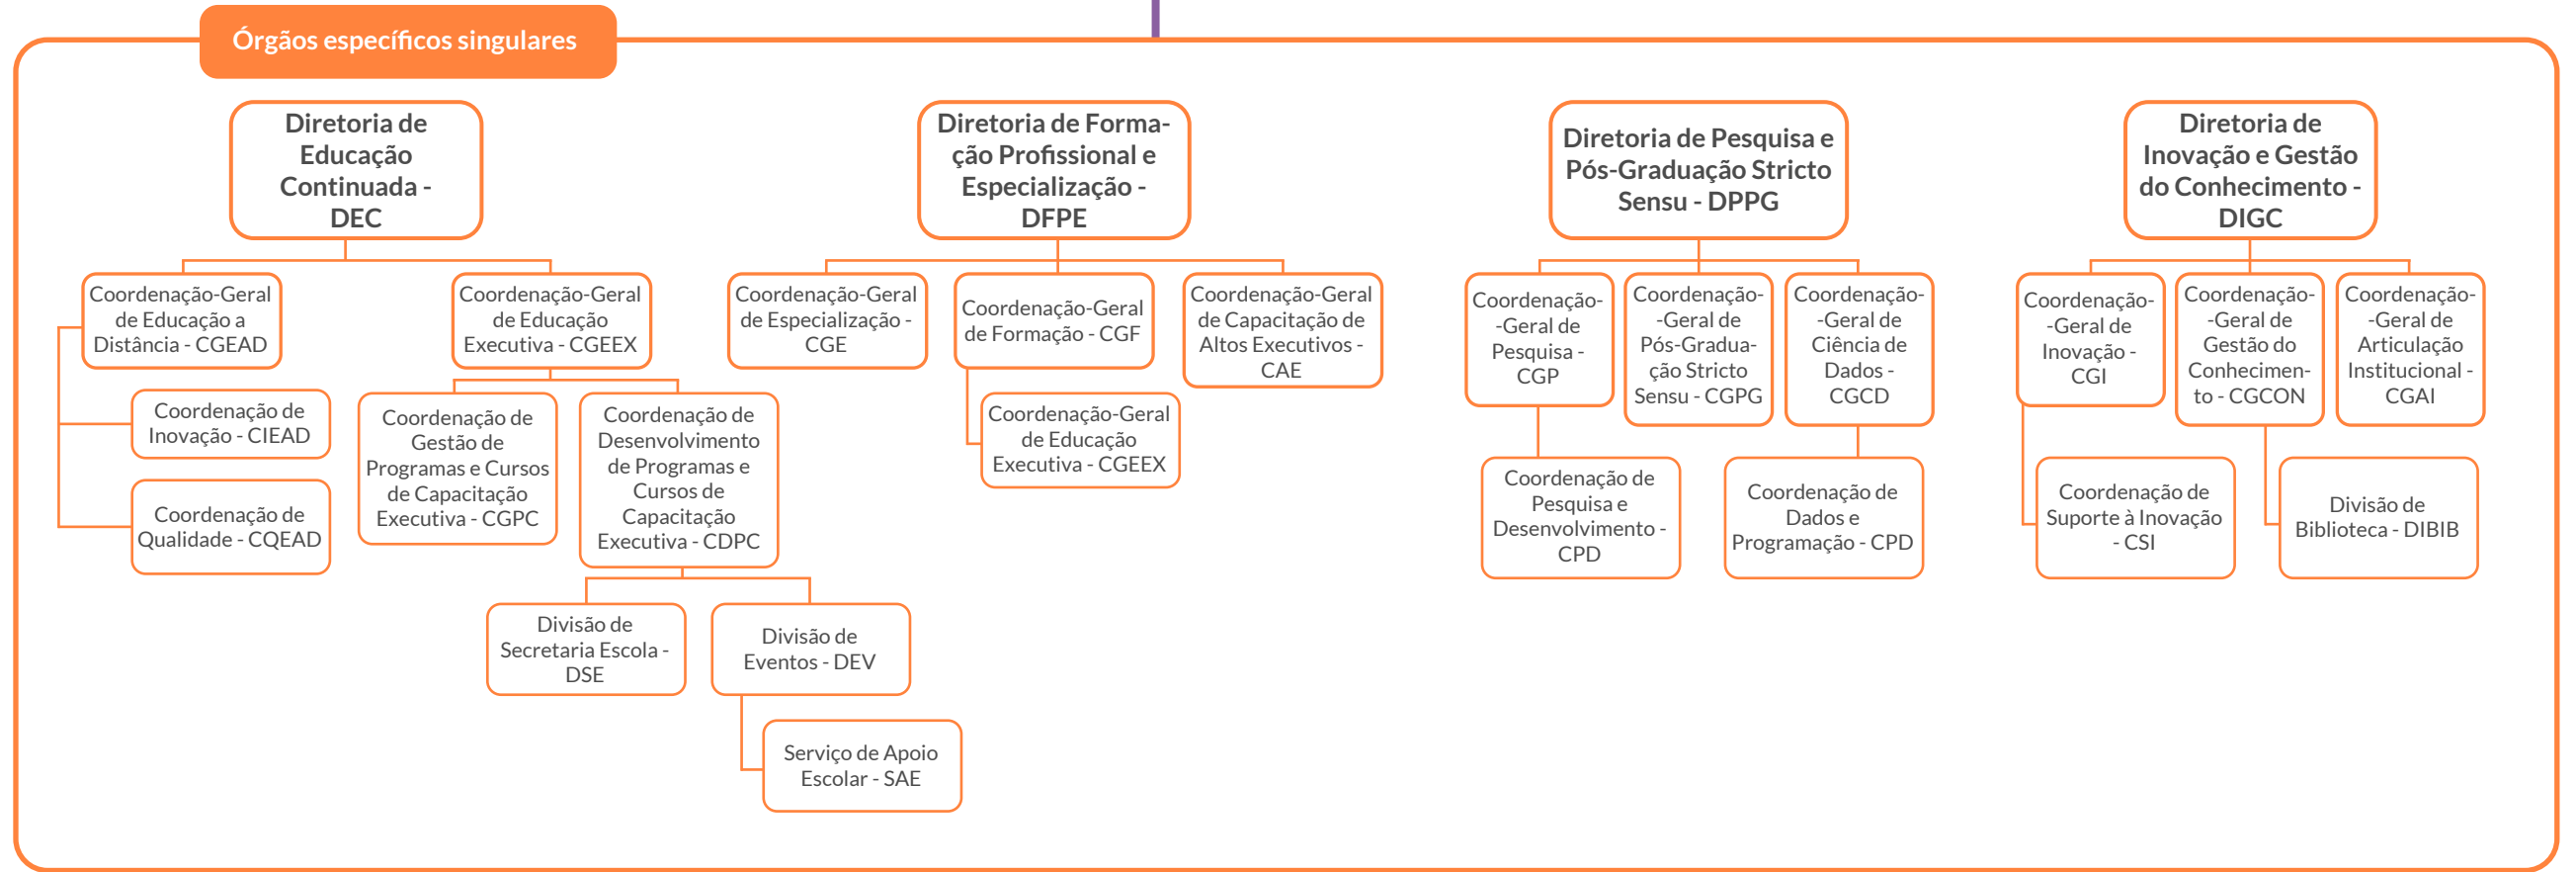 Órgãos específicos singulares
Diretoria de
Educação
Continuada -
DEC
Diretoria de Forma-
ção Profissional e
Especialização -
DFPE
Diretoria de Pesquisa e
Pós-Graduação Stricto
Sensu - DPPG
Diretoria de
Inovação e Gestão
do Conhecimento -
DIGC
Coordenação-Geral
de Educação a
Distância - CGEAD
Coordenação-Geral
de Educação
Executiva - CGEEX
Coordenação-Geral
de Especialização -
CGE
Coordenação-Geral
de Formação - CGF
Coordenação-Geral
de Capacitação de
Altos Executivos -
CAE
Coordenação-
-Geral de
Pesquisa -
CGP
Coordenação-
-Geral de
Pós-Gradua-
ção Stricto
Sensu - CGPG
Coordenação-
-Geral de
Ciência de
Dados -
CGCD
Coordenação-
-Geral de
Inovação -
CGI
Coordenação-
-Geral de
Gestão do
Conhecimen-
to - CGCON
Coordenação-
-Geral de
Articulação
Institucional -
CGAI
Coordenação de
Inovação - CIEAD
Coordenação de
Qualidade - CQEAD
Coordenação de
Gestão de
Programas e Cursos
de Capacitação
Executiva - CGPC
Coordenação de
Desenvolvimento
de Programas e
Cursos de
Capacitação
Executiva - CDPC
Coordenação-Geral
de Educação
Executiva - CGEEX
Coordenação de
Pesquisa e
Desenvolvimento -
CPD
Coordenação de
Dados e
Programação - CPD
Coordenação de
Suporte à Inovação
- CSI
Divisão de
Biblioteca - DIBIB
Divisão de
Secretaria Escola -
DSE
Divisão de
Eventos - DEV
Serviço de Apoio
Escolar - SAE